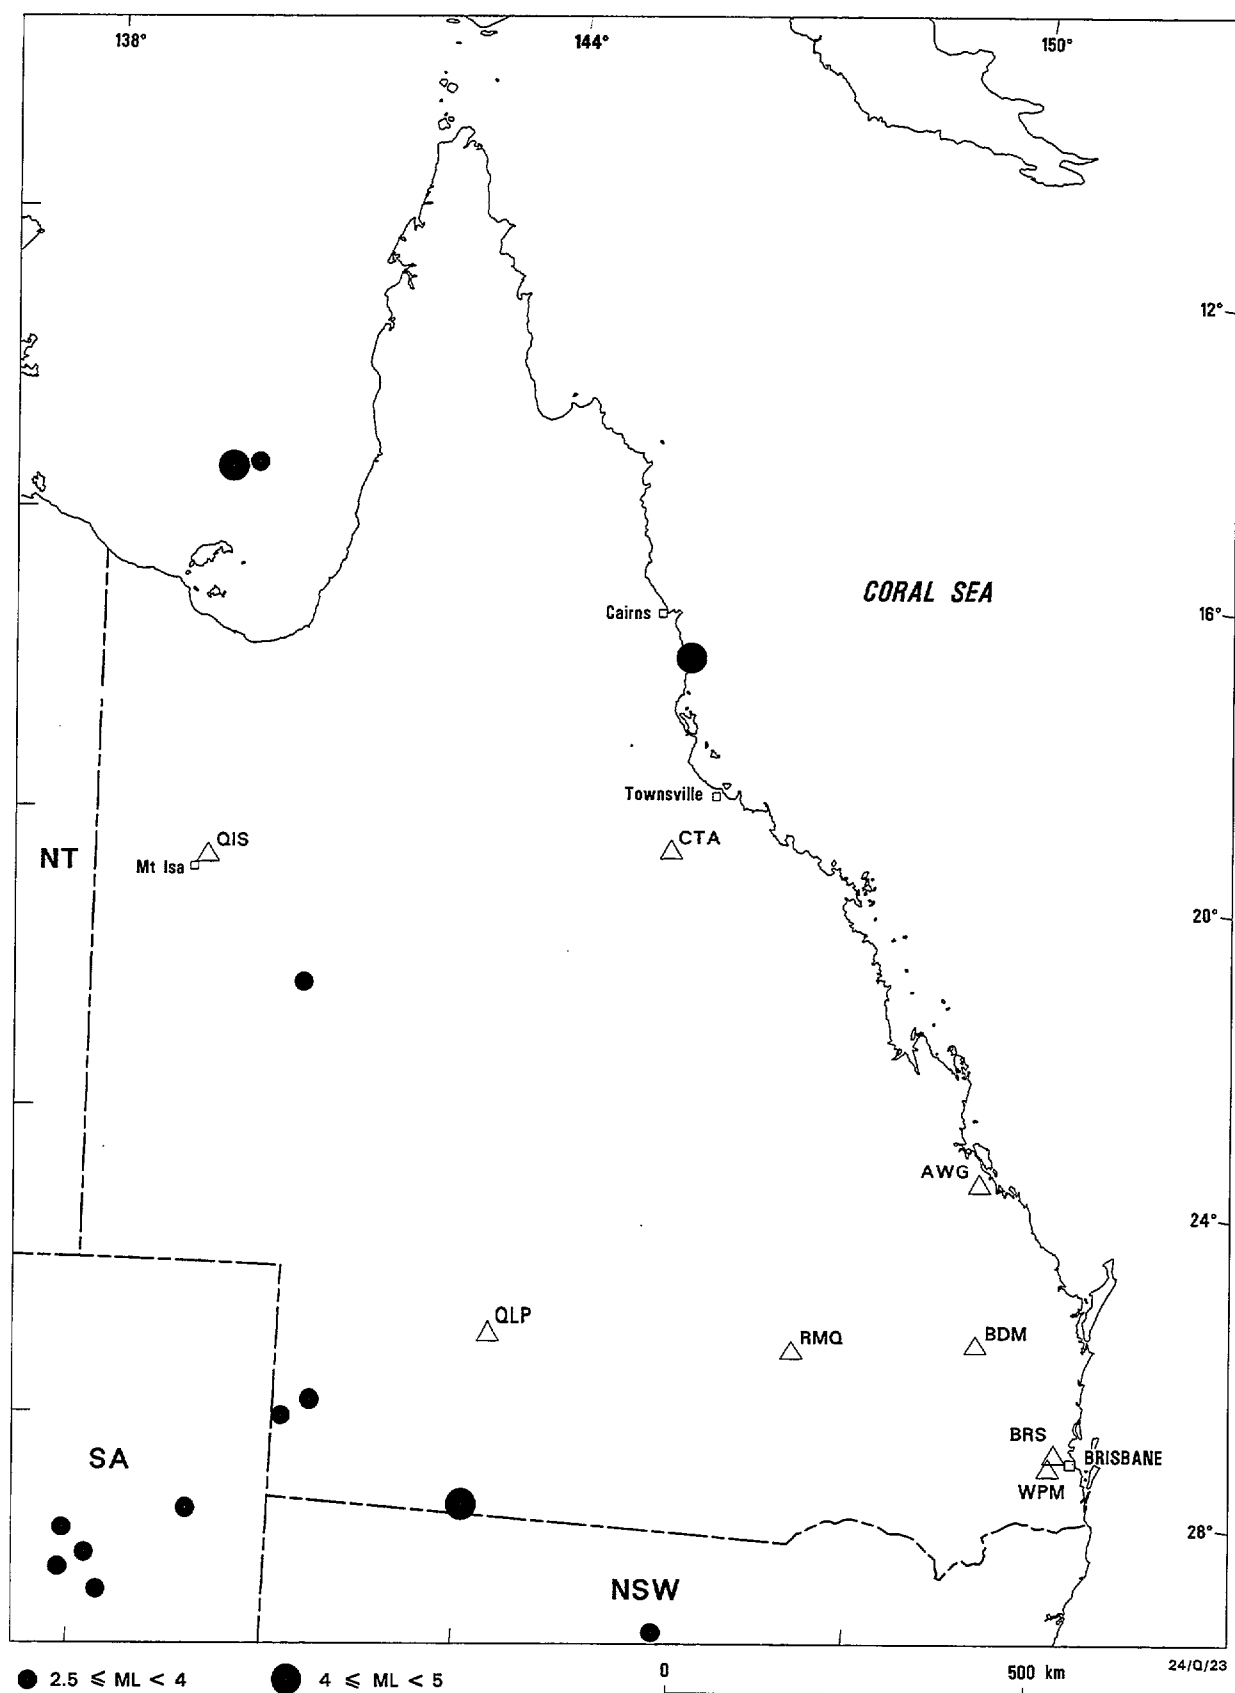 138° 144° 150°
12°
CORAL SEA
Cairns
16°
Townsville
QIS
CTA
NT
Mt Isa
20°
AWG
24°
QLP
RMQ
BDM
BRS
SA
BRISBANE
WPM
28°
NSW
2.5 ⩽ ML < 4 4 ⩽ ML < 5 0 500 km 24/Q/23